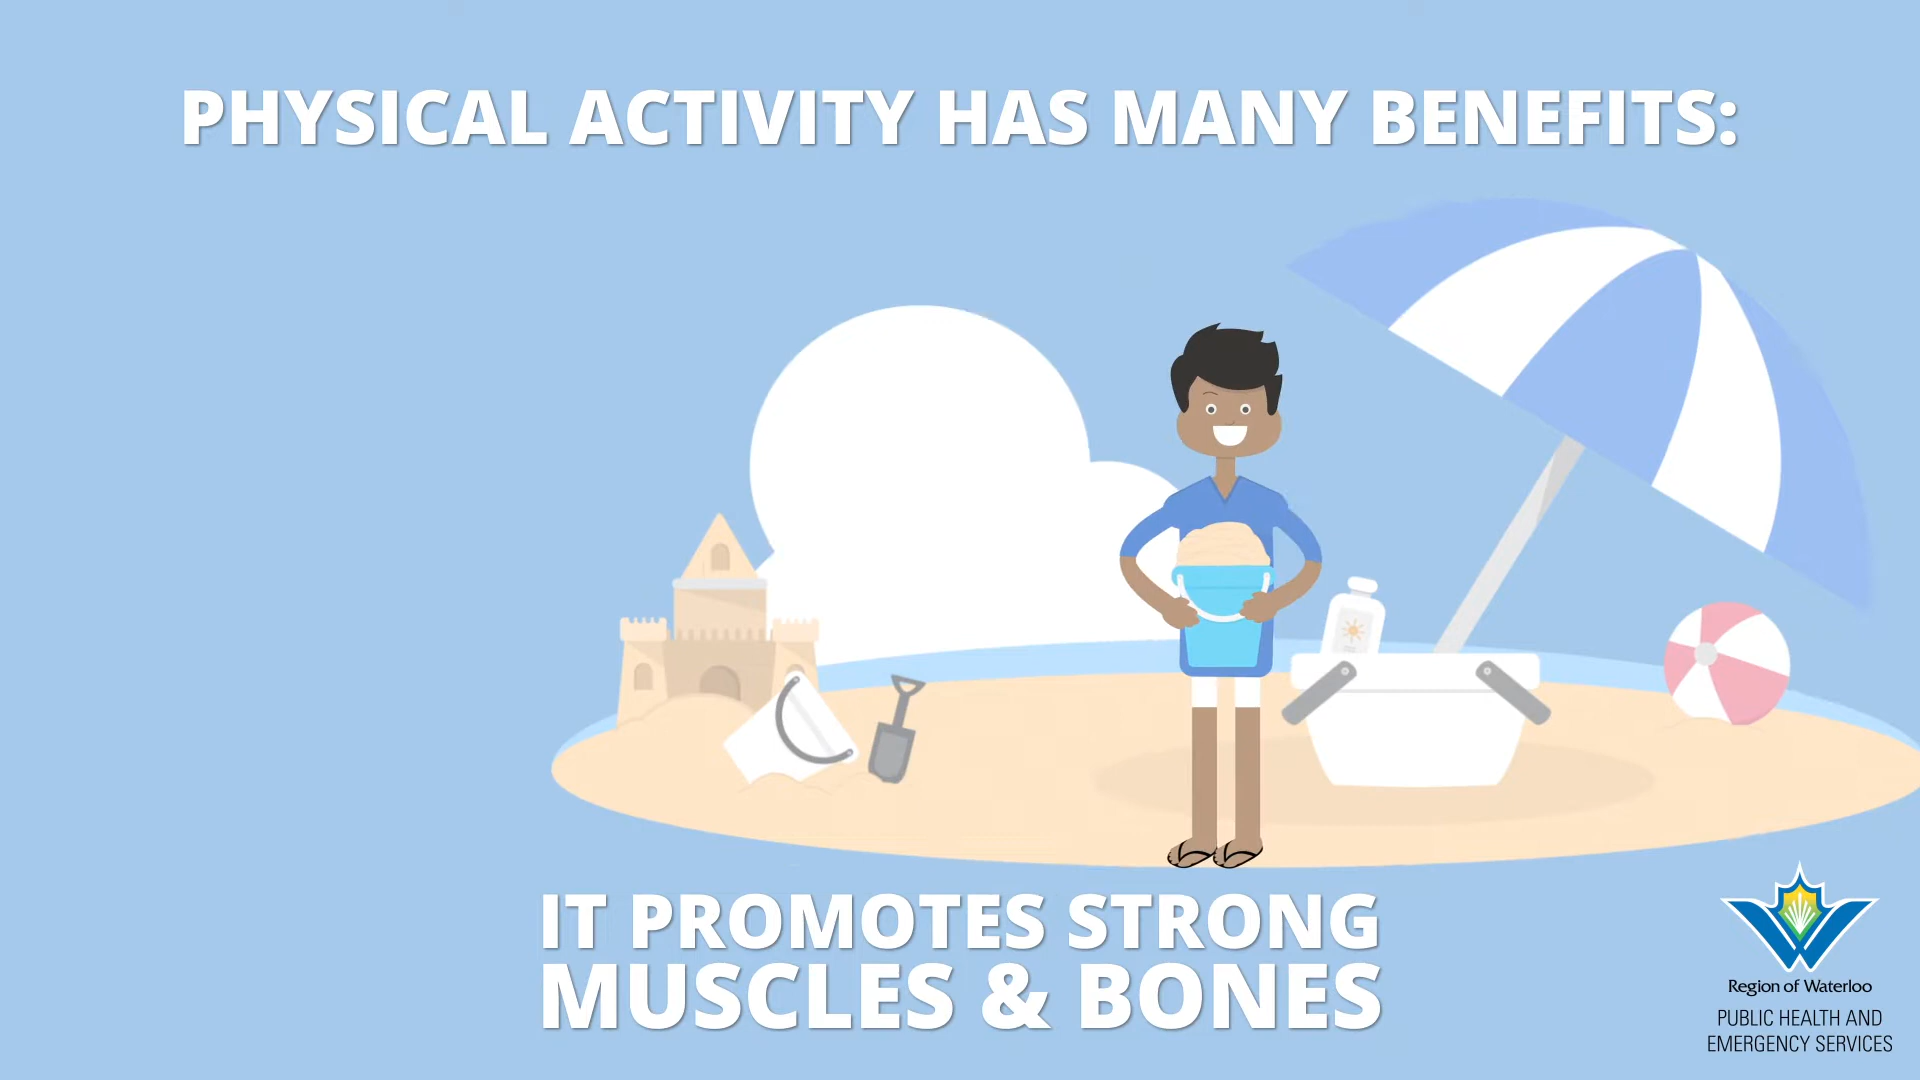 PHYSICAL ACTIVITY HAS MANY BENEFITS:
IT PROMOTES STRONG
MUSCLES & BONES
Region of Waterloo
PUBLIC HEALTH AND
EMERGENCY SERVICES